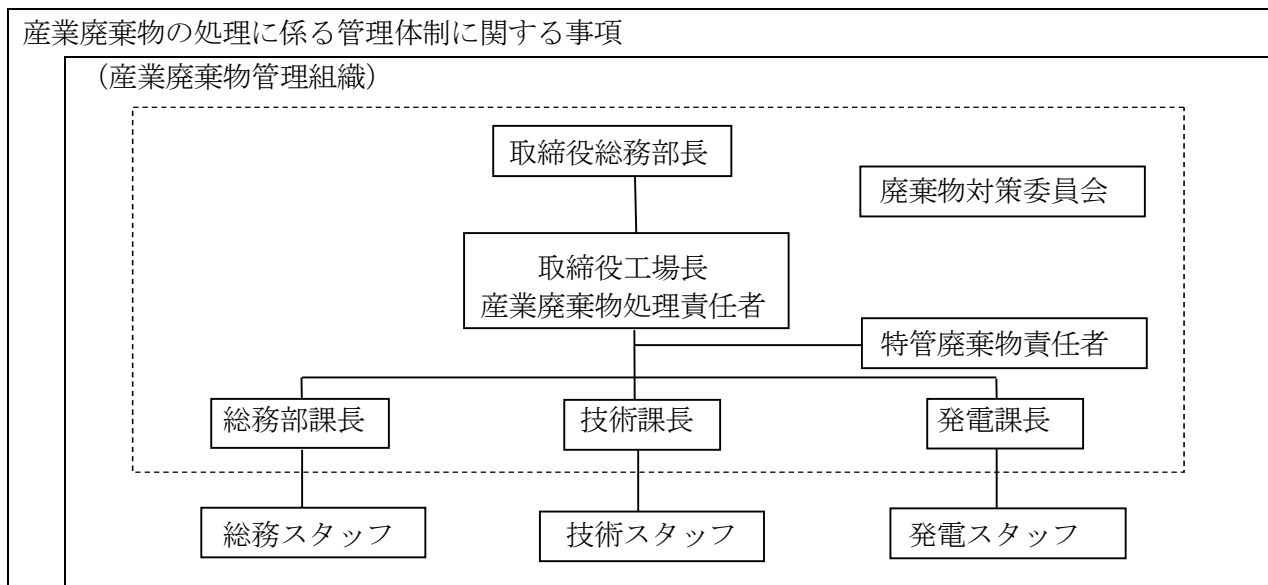 産業廃棄物の処理に係る管理体制に関する事項
（産業廃棄物管理組織）
取締役総務部長
廃棄物対策委員会
取締役工場長
産業廃棄物処理責任者
特管廃棄物責任者
総務部課長
技術課長
発電課長
総務スタッフ
技術スタッフ
発電スタッフ